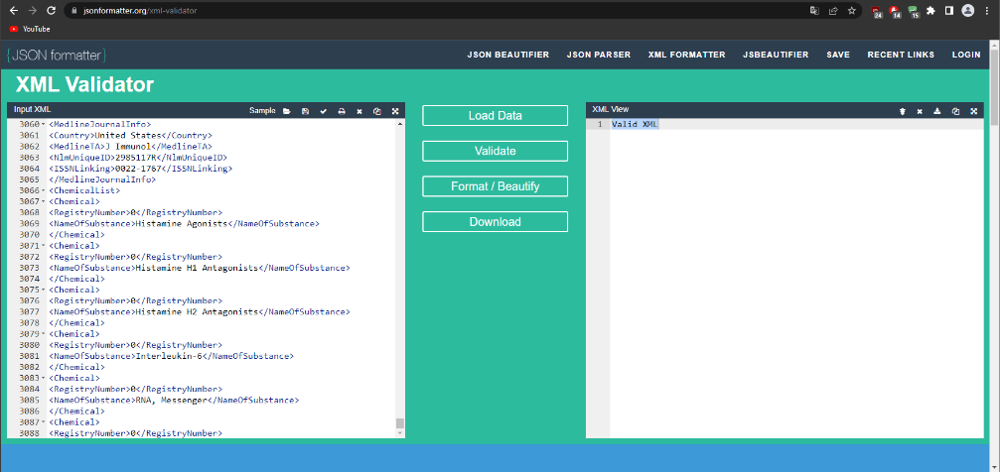 jsonformatter.org/xml-validator
24
14
15
YouTube
{JSON formatter}
JSON BEAUTIFIER
JSON PARSER
XML FORMATTER
JSBEAUTIFIER
SAVE
RECENT LINKS
LOGIN
XML Validator
Input XML
Sample
3060 <MedlineJournalInfo>
3061 <Country>United States</Country>
3062 <MedlineTA>J Immunol</MedlineTA>
3063 <NlmUniqueID>2985117R</NlmUniqueID>
3064 <ISSNLinking>0022-1767</ISSNLinking>
3065 </MedlineJournalInfo>
3066 <ChemicalList>
3067 <Chemical>
3068 <RegistryNumber>0</RegistryNumber>
3069 <NameOfSubstance>Histamine Agonists</NameOfSubstance>
3070 </Chemical>
3071 <Chemical>
3072 <RegistryNumber>0</RegistryNumber>
3073 <NameOfSubstance>Histamine H1 Antagonists</NameOfSubstance>
3074 </Chemical>
3075 <Chemical>
3076 <RegistryNumber>0</RegistryNumber>
3077 <NameOfSubstance>Histamine H2 Antagonists</NameOfSubstance>
3078 </Chemical>
3079 <Chemical>
3080 <RegistryNumber>0</RegistryNumber>
3081 <NameOfSubstance>Interleukin-6</NameOfSubstance>
3082 </Chemical>
3083 <Chemical>
3084 <RegistryNumber>0</RegistryNumber>
3085 <NameOfSubstance>RNA, Messenger</NameOfSubstance>
3086 </Chemical>
3087 <Chemical>
3088 <RegistryNumber>0</RegistryNumber>
Load Data
Validate
Format / Beautify
Download
XML View
1 Valid XML